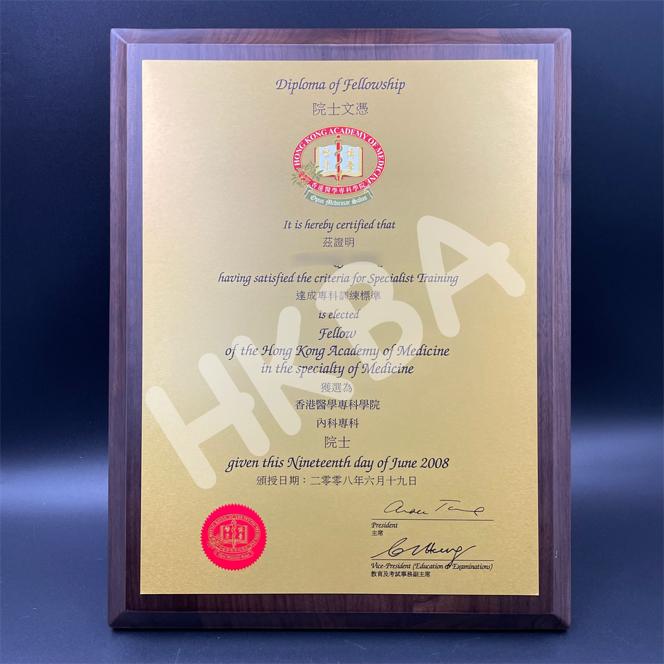 Diploma of Fellowship
院士文憑
HONG KONG ACADEMY OF MEDICINE
香港醫學專科學院
It is hereby certified that
茲證明
having satisfied the criteria for Specialist Training
達成專科訓練標準
is elected
Fellow
of the Hong Kong Academy of Medicine
in the specialty of Medicine
獲選為
香港醫學專科學院
內科專科
院士
given this Nineteenth day of June 2008
頒授日期：二零零八年六月十九日
President
主席
Vice-President (Education & Examinations)
教育及考試事務副主席
HKBA